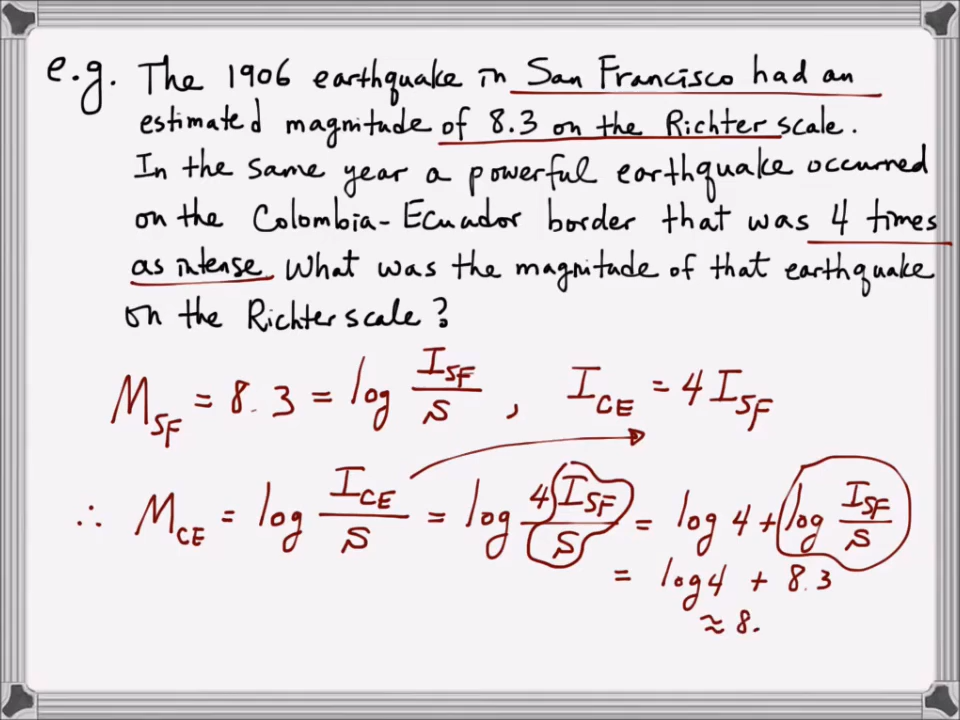 e.g. The 1906 earthquake in San Francisco had an
estimated magnitude of 8.3 on the Richter scale.
In the same year a powerful earthquake occurred
on the Colombia-Ecuador border that was 4 times
as intense What was the magnitude of that earthquake
on the Richter scale?
M_SF = 8.3 = log I_SF/S , I_CE = 4 I_SF
∴ M_CE = log I_CE/S = log 4 I_SF/S = log 4 + log I_SF/S
= log 4 + 8.3
≈ 8.